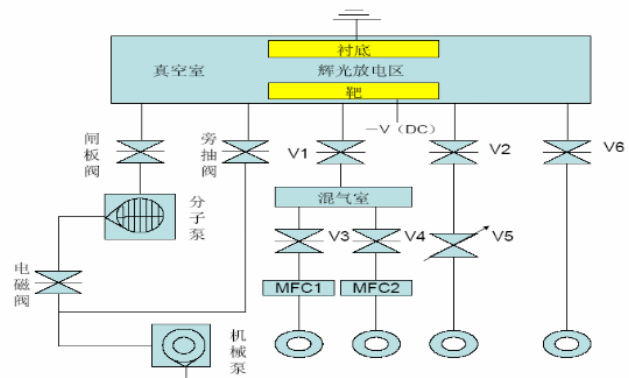 衬底
真空室
辉光放电区
靶
－V（DC）
闸板阀
旁抽阀
V1
V2
V6
混气室
分子泵
V3
V4
V5
电磁阀
MFC1
MFC2
机械泵